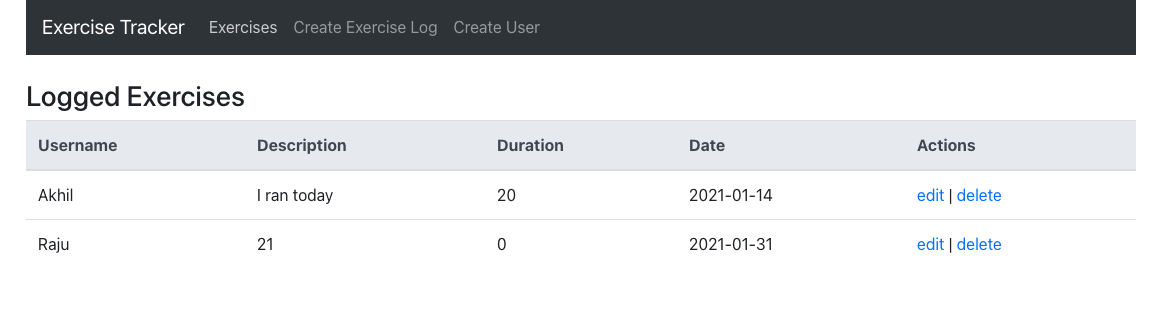 Exercise Tracker Exercises Create Exercise Log Create User
Logged Exercises
Username Description Duration Date Actions
Akhil I ran today 20 2021-01-14 edit | delete
Raju 21 0 2021-01-31 edit | delete